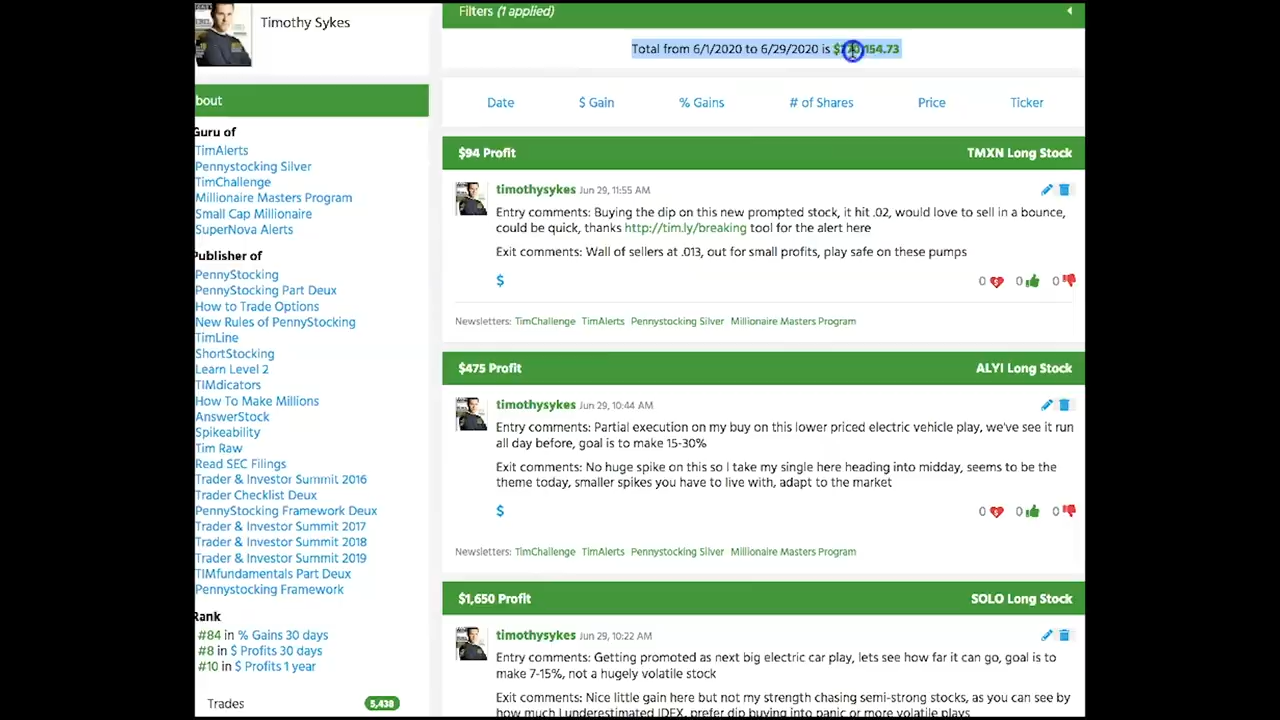 Timothy Sykes
bout
Guru of
TimAlerts
Pennystocking Silver
TimChallenge
Millionaire Masters Program
Small Cap Millionaire
SuperNova Alerts
Publisher of
PennyStocking
PennyStocking Part Deux
How to Trade Options
New Rules of PennyStocking
TimLine
ShortStocking
Learn Level 2
TIMdicators
How To Make Millions
AnswerStock
Spikeability
Tim Raw
Read SEC Filings
Trader & Investor Summit 2016
Trader Checklist Deux
PennyStocking Framework Deux
Trader & Investor Summit 2017
Trader & Investor Summit 2018
Trader & Investor Summit 2019
TIMfundamentals Part Deux
Pennystocking Framework
Rank
#84 in % Gains 30 days
#8 in $ Profits 30 days
#10 in $ Profits 1 year
Trades 5,438
Filters (1 applied)
Total from 6/1/2020 to 6/29/2020 is
Date $ Gain % Gains # of Shares Price Ticker
$94 Profit TMXN Long Stock
timothysykes Jun 29, 11:55 AM
Entry comments: Buying the dip on this new prompted stock, it hit .02, would love to sell in a bounce,
could be quick, thanks http://tim.ly/breaking tool for the alert here
Exit comments: Wall of sellers at .013, out for small profits, play safe on these pumps
$
0 0 0
Newsletters: TimChallenge TimAlerts Pennystocking Silver Millionaire Masters Program
$475 Profit ALYI Long Stock
timothysykes Jun 29, 10:44 AM
Entry comments: Partial execution on my buy on this lower priced electric vehicle play, we've see it run
all day before, goal is to make 15-30%
Exit comments: No huge spike on this so I take my single here heading into midday, seems to be the
theme today, smaller spikes you have to live with, adapt to the market
$
0 0 0
Newsletters: TimChallenge TimAlerts Pennystocking Silver Millionaire Masters Program
$1,650 Profit SOLO Long Stock
timothysykes Jun 29, 10:22 AM
Entry comments: Getting promoted as next big electric car play, lets see how far it can go, goal is to
make 7-15%, not a hugely volatile stock
Exit comments: Nice little gain here but not my strength chasing semi-strong stocks, as you can see by
how much I underestimated IDEX, prefer dip buying into panic or more volatile plays